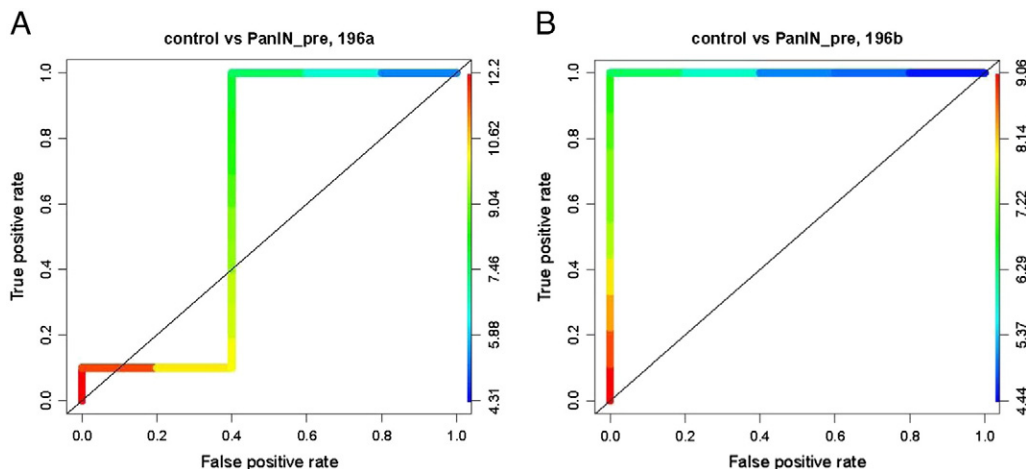 A
control vs PanIN_pre, 196a
True positive rate
0.0 0.2 0.4 0.6 0.8 1.0
0.0 0.2 0.4 0.6 0.8 1.0
False positive rate
4.31 5.88 7.46 9.04 10.62 12.2
B
control vs PanIN_pre, 196b
True positive rate
0.0 0.2 0.4 0.6 0.8 1.0
0.0 0.2 0.4 0.6 0.8 1.0
False positive rate
4.44 5.37 6.29 7.22 8.14 9.06